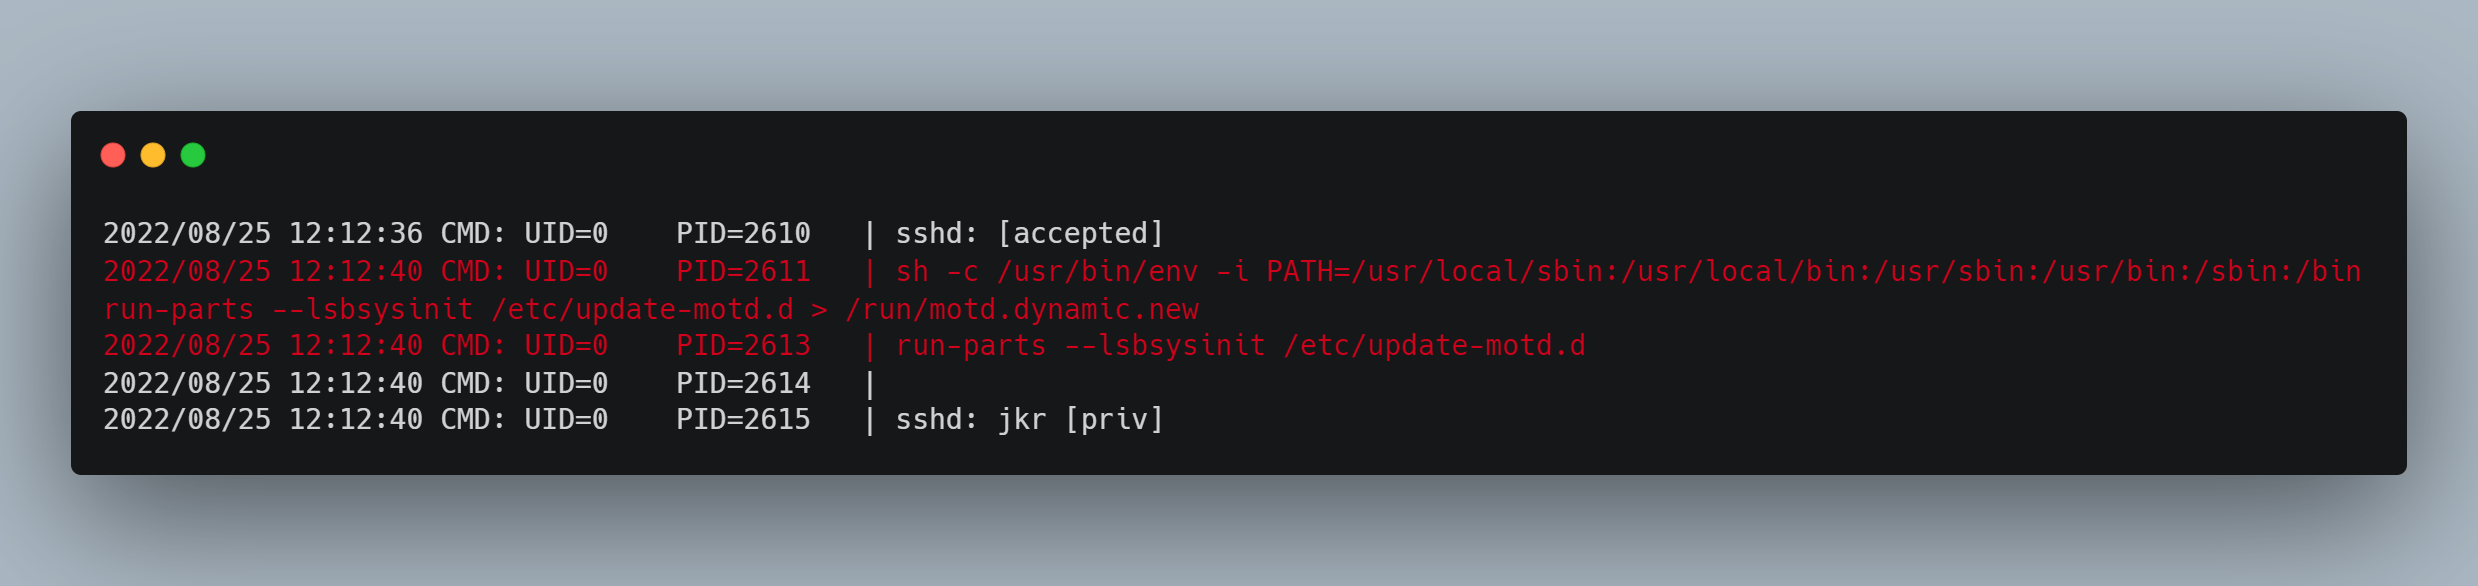 2022/08/25 12:12:36 CMD: UID=0    PID=2610   | sshd: [accepted]
2022/08/25 12:12:40 CMD: UID=0    PID=2611   | sh -c /usr/bin/env -i PATH=/usr/local/sbin:/usr/local/bin:/usr/sbin:/usr/bin:/sbin:/bin
run-parts --lsbsysinit /etc/update-motd.d > /run/motd.dynamic.new
2022/08/25 12:12:40 CMD: UID=0    PID=2613   | run-parts --lsbsysinit /etc/update-motd.d
2022/08/25 12:12:40 CMD: UID=0    PID=2614   |
2022/08/25 12:12:40 CMD: UID=0    PID=2615   | sshd: jkr [priv]